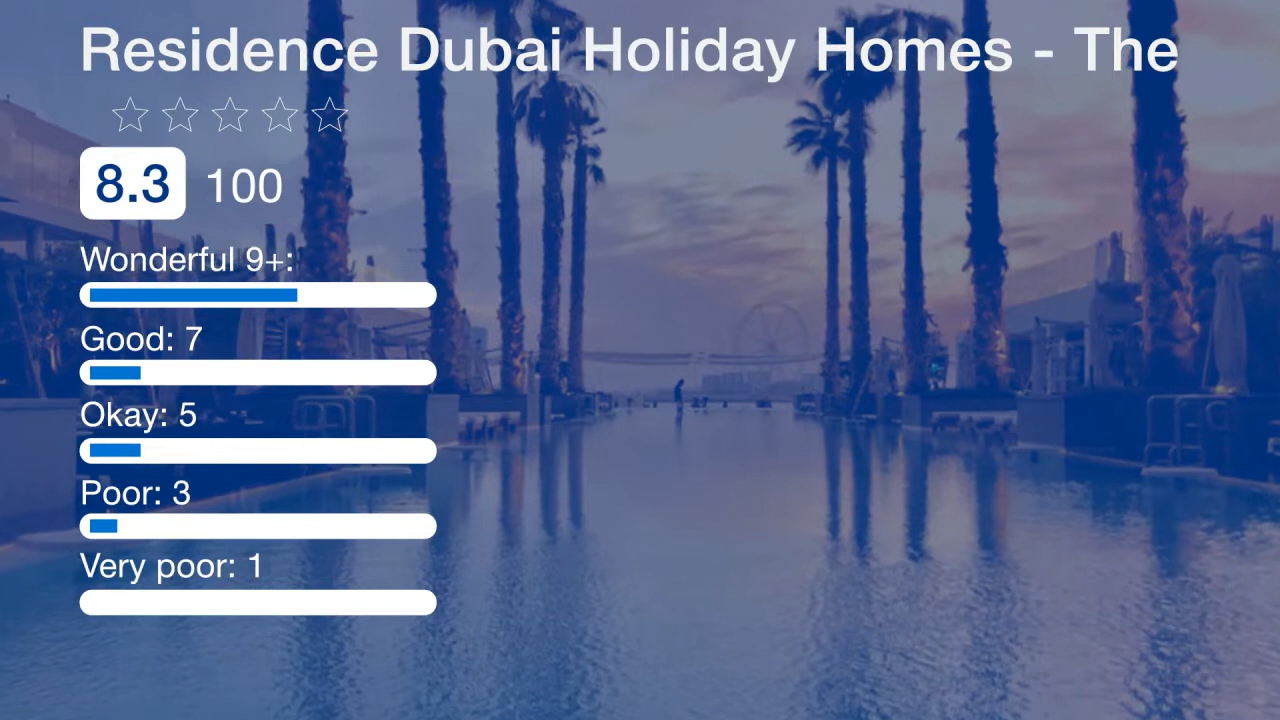 Residence Dubai Holiday Homes - The
8.3 100
Wonderful 9+:
Good: 7
Okay: 5
Poor: 3
Very poor: 1